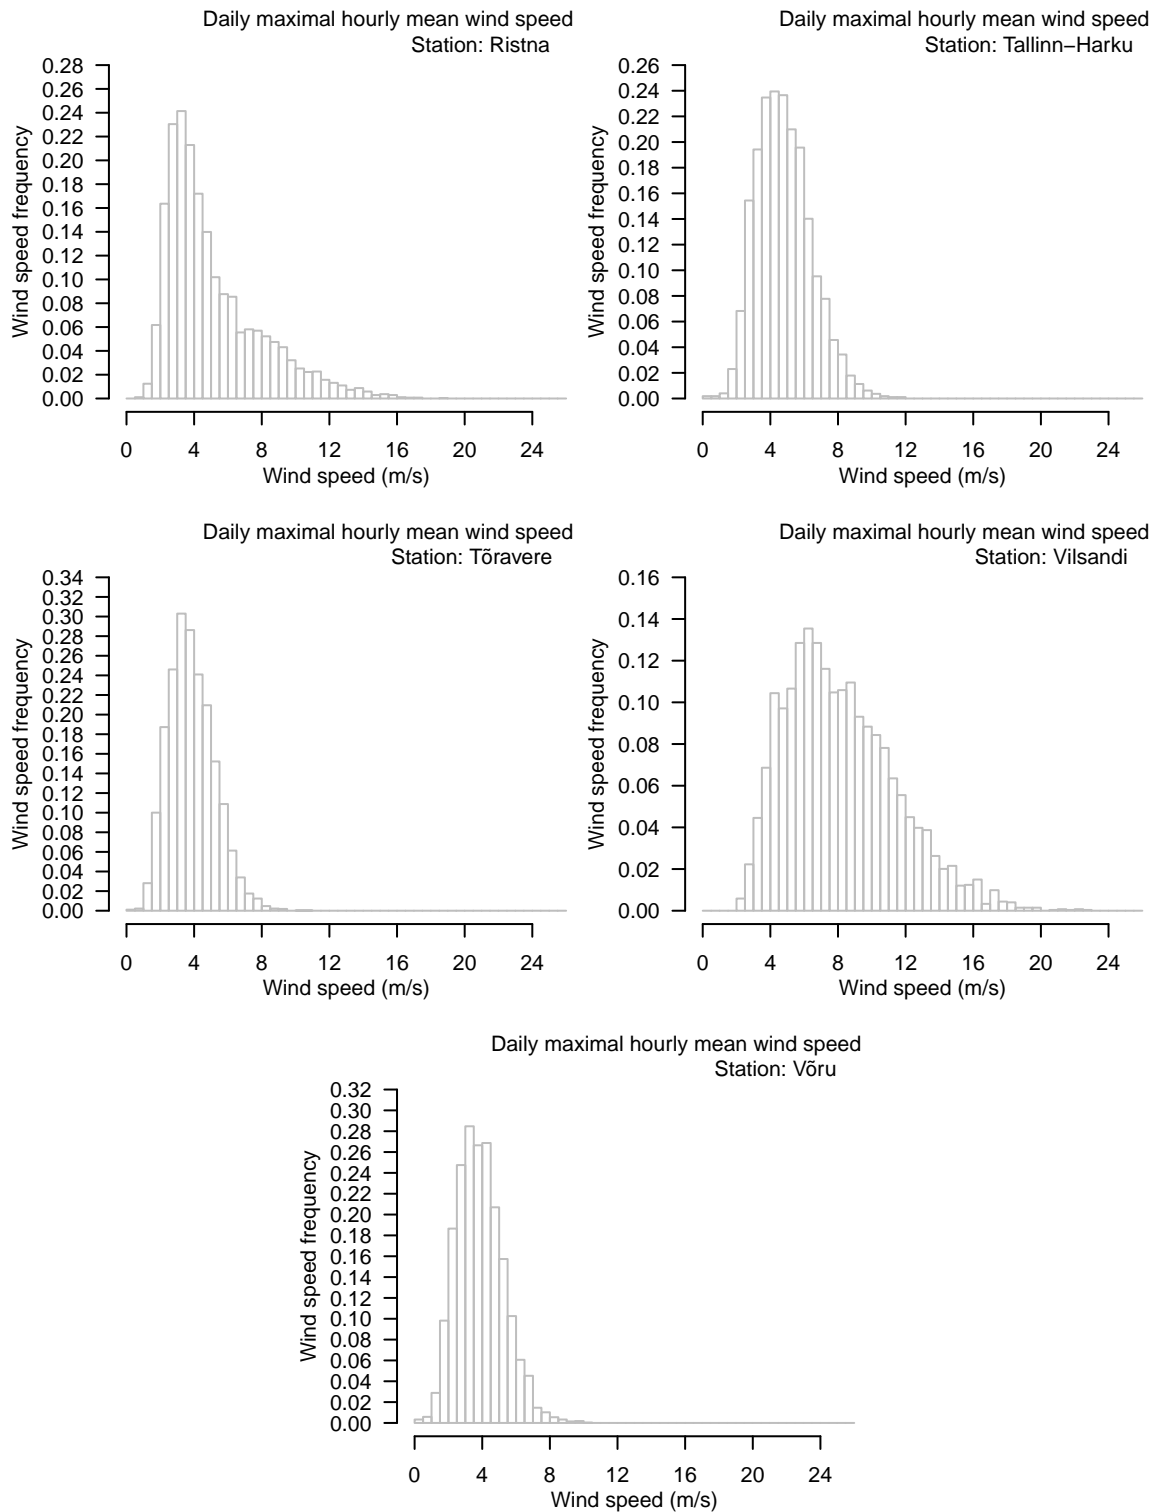 Daily maximal hourly mean wind speed
Station: Ristna
0.28
0.26
0.24
0.22
0.20
0.18
0.16
0.14
0.12
0.10
0.08
0.06
0.04
0.02
0.00
Wind speed frequency
0 4 8 12 16 20 24
Wind speed (m/s)
Daily maximal hourly mean wind speed
Station: Tallinn−Harku
0.26
0.24
0.22
0.20
0.18
0.16
0.14
0.12
0.10
0.08
0.06
0.04
0.02
0.00
Wind speed frequency
0 4 8 12 16 20 24
Wind speed (m/s)
Daily maximal hourly mean wind speed
Station: Tõravere
0.34
0.32
0.30
0.28
0.26
0.24
0.22
0.20
0.18
0.16
0.14
0.12
0.10
0.08
0.06
0.04
0.02
0.00
Wind speed frequency
0 4 8 12 16 20 24
Wind speed (m/s)
Daily maximal hourly mean wind speed
Station: Vilsandi
0.16
0.14
0.12
0.10
0.08
0.06
0.04
0.02
0.00
Wind speed frequency
0 4 8 12 16 20 24
Wind speed (m/s)
Daily maximal hourly mean wind speed
Station: Võru
0.32
0.30
0.28
0.26
0.24
0.22
0.20
0.18
0.16
0.14
0.12
0.10
0.08
0.06
0.04
0.02
0.00
Wind speed frequency
0 4 8 12 16 20 24
Wind speed (m/s)